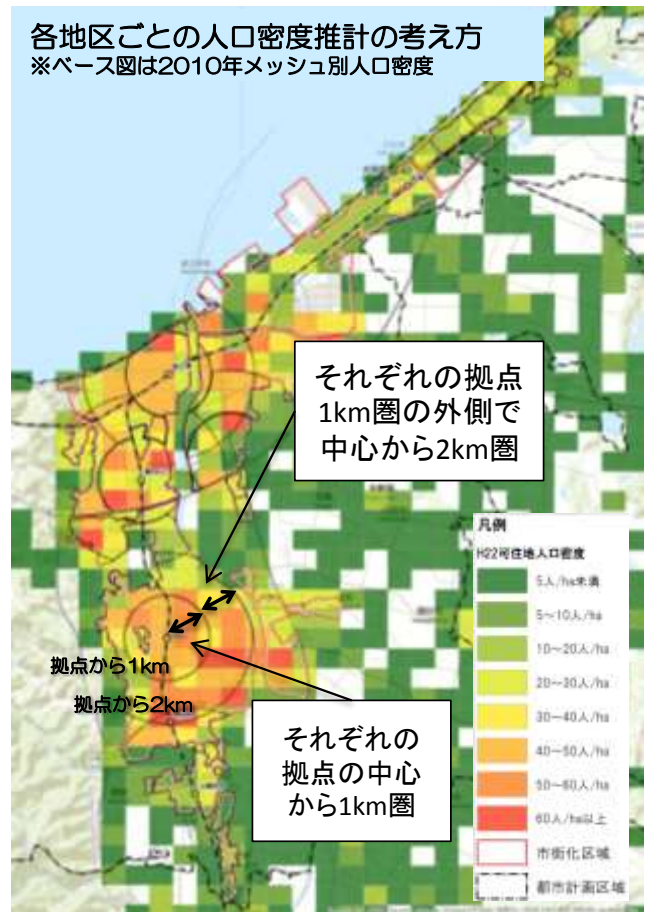 各地区ごとの人口密度推計の考え方
※ベース図は2010年メッシュ別人口密度
それぞれの拠点
1km圏の外側で
中心から2km圏
拠点から1km
拠点から2km
それぞれの
拠点の中心
から1km圏
凡例
H22可住地人口密度
5人/ha未満
5～10人/ha
10～20人/ha
20～30人/ha
30～40人/ha
40～50人/ha
50～60人/ha
60人/ha以上
市街化区域
都市計画区域